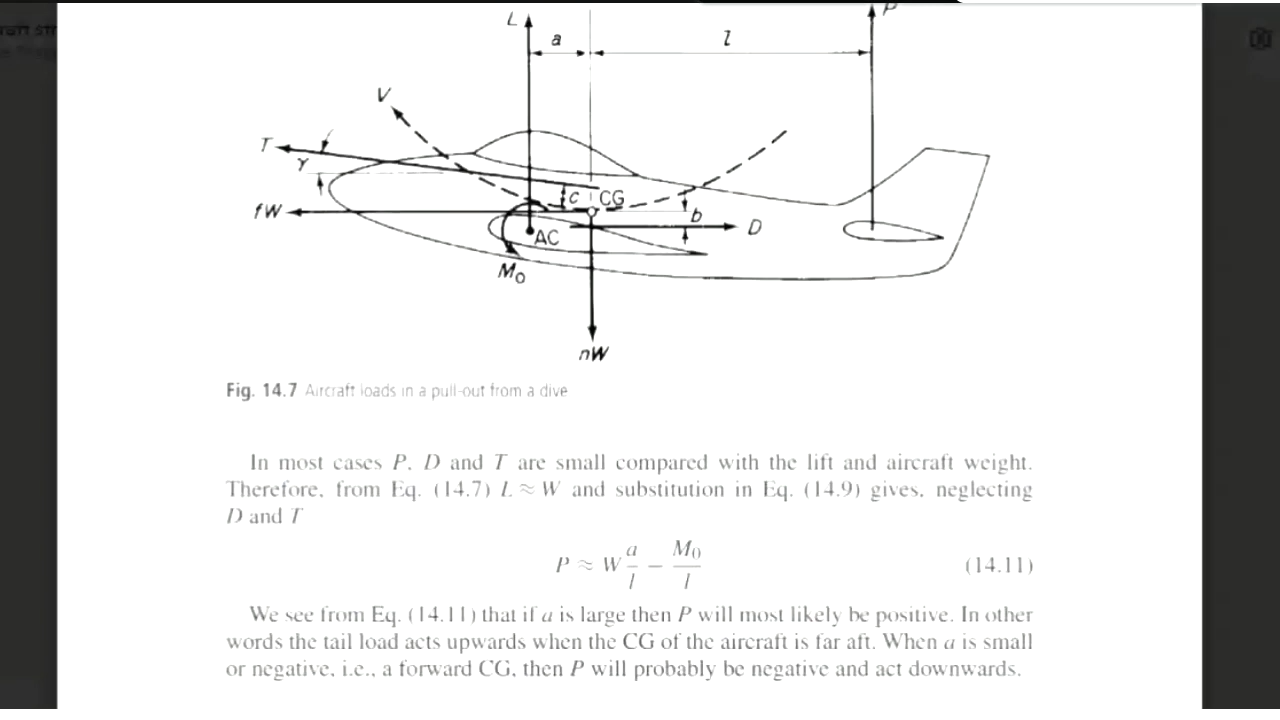 L
P
a
l
V
T
γ
c
CG
fW
b
D
AC
M₀
nW
Fig. 14.7 Aircraft loads in a pull-out from a dive
In most cases P, D and T are small compared with the lift and aircraft weight.
Therefore, from Eq. (14.7) L ≈ W and substitution in Eq. (14.9) gives, neglecting
D and T
P ≈ W a/l − M₀/l (14.11)
We see from Eq. (14.11) that if a is large then P will most likely be positive. In other
words the tail load acts upwards when the CG of the aircraft is far aft. When a is small
or negative, i.e., a forward CG, then P will probably be negative and act downwards.